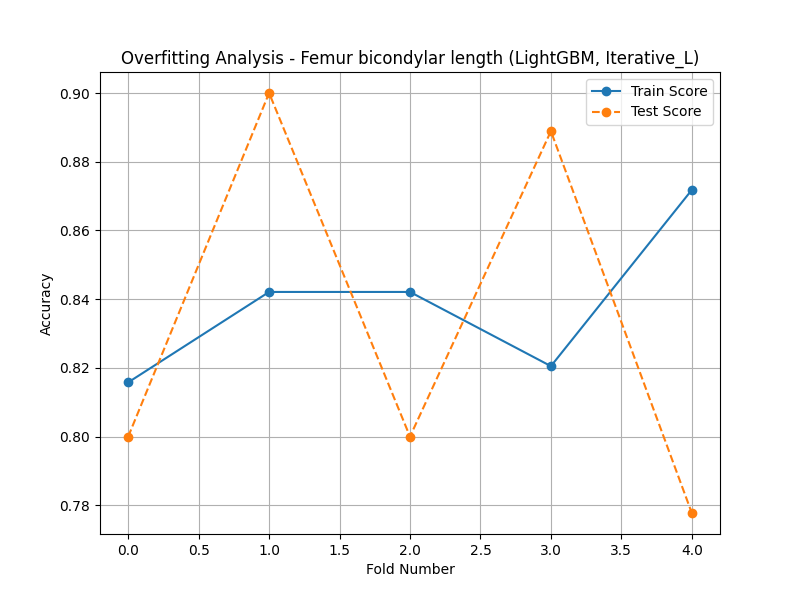 Overfitting Analysis - Femur bicondylar length (LightGBM, Iterative_L)
Train Score
Test Score
Accuracy
0.90
0.88
0.86
0.84
0.82
0.80
0.78
0.0 0.5 1.0 1.5 2.0 2.5 3.0 3.5 4.0
Fold Number